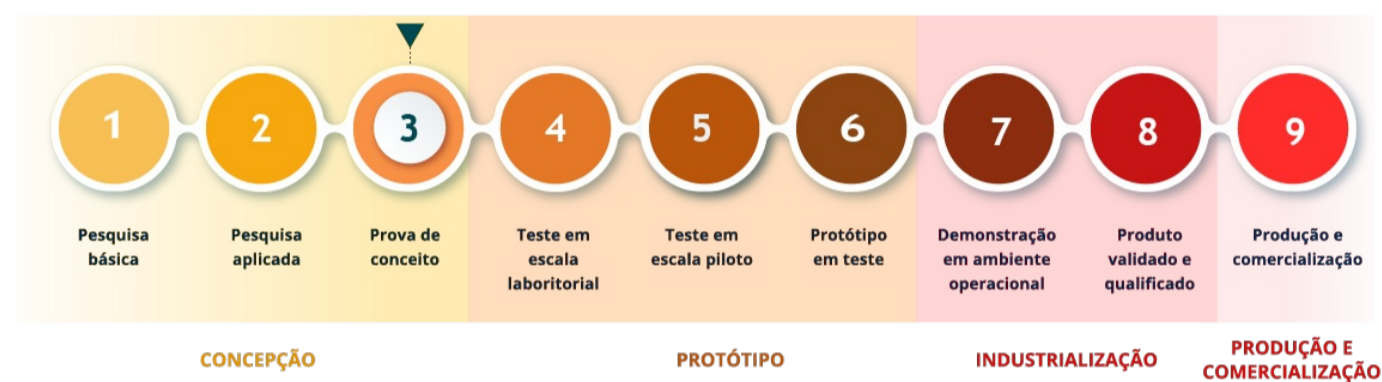 1
2
3
4
5
6
7
8
9
Pesquisa
básica
Pesquisa
aplicada
Prova de
conceito
Teste em
escala
laboritorial
Teste em
escala piloto
Protótipo
em teste
Demonstração
em ambiente
operacional
Produto
validado e
qualificado
Produção e
comercialização
CONCEPÇÃO
PROTÓTIPO
INDUSTRIALIZAÇÃO
PRODUÇÃO E
COMERCIALIZAÇÃO